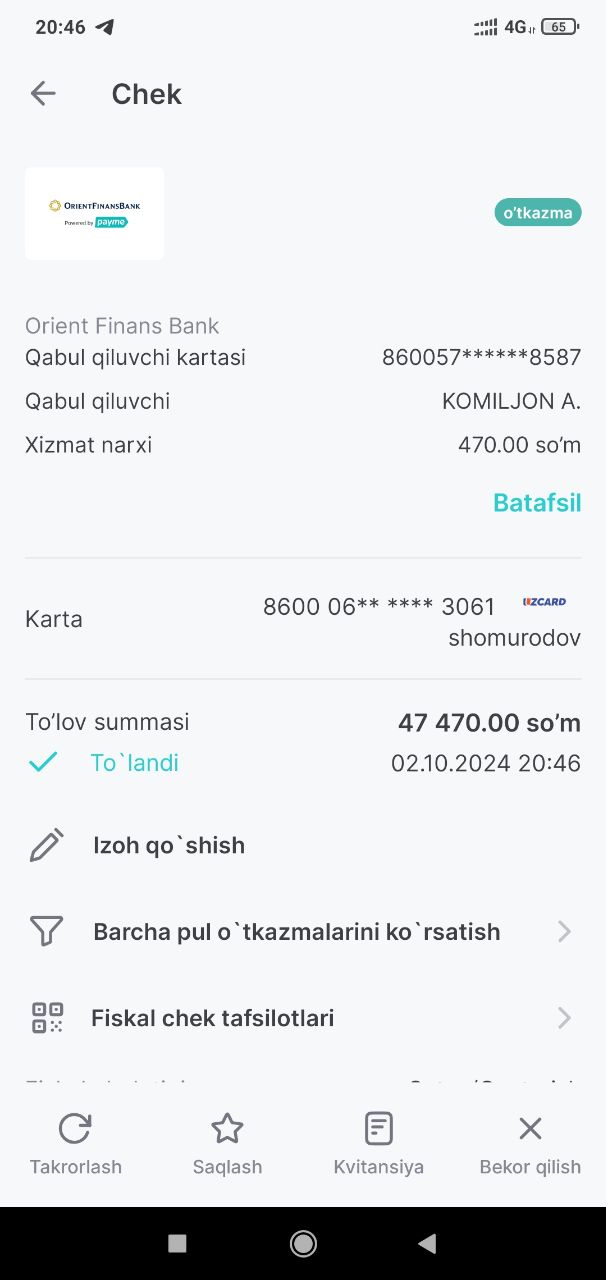 20:46
4G 65
Chek
ORIENTFINANSBANK
Powered by payme
o'tkazma
Orient Finans Bank
Qabul qiluvchi kartasi 860057******8587
Qabul qiluvchi KOMILJON A.
Xizmat narxi 470.00 so’m
Batafsil
Karta 8600 06** **** 3061 UZCARD
shomurodov
To’lov summasi 47 470.00 so’m
To`landi 02.10.2024 20:46
Izoh qo`shish
Barcha pul o`tkazmalarini ko`rsatish
Fiskal chek tafsilotlari
Takrorlash Saqlash Kvitansiya Bekor qilish